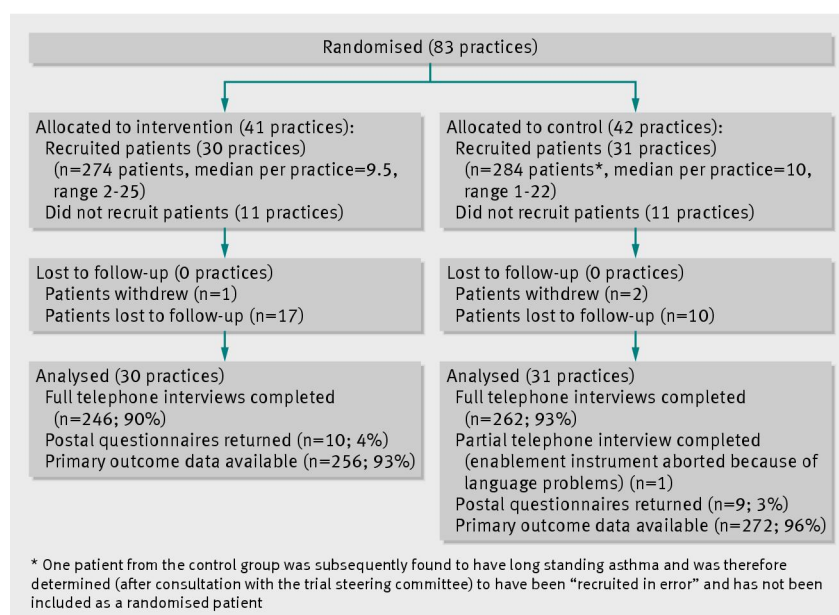 Randomised (83 practices)
Allocated to intervention (41 practices):
Recruited patients (30 practices)
(n=274 patients, median per practice=9.5,
range 2-25)
Did not recruit patients (11 practices)
Allocated to control (42 practices):
Recruited patients (31 practices)
(n=284 patients*, median per practice=10,
range 1-22)
Did not recruit patients (11 practices)
Lost to follow-up (0 practices)
Patients withdrew (n=1)
Patients lost to follow-up (n=17)
Lost to follow-up (0 practices)
Patients withdrew (n=2)
Patients lost to follow-up (n=10)
Analysed (30 practices)
Full telephone interviews completed
(n=246; 90%)
Postal questionnaires returned (n=10; 4%)
Primary outcome data available (n=256; 93%)
Analysed (31 practices)
Full telephone interviews completed
(n=262; 93%)
Partial telephone interview completed
(enablement instrument aborted because of
language problems) (n=1)
Postal questionnaires returned (n=9; 3%)
Primary outcome data available (n=272; 96%)
* One patient from the control group was subsequently found to have long standing asthma and was therefore
determined (after consultation with the trial steering committee) to have been “recruited in error” and has not been
included as a randomised patient